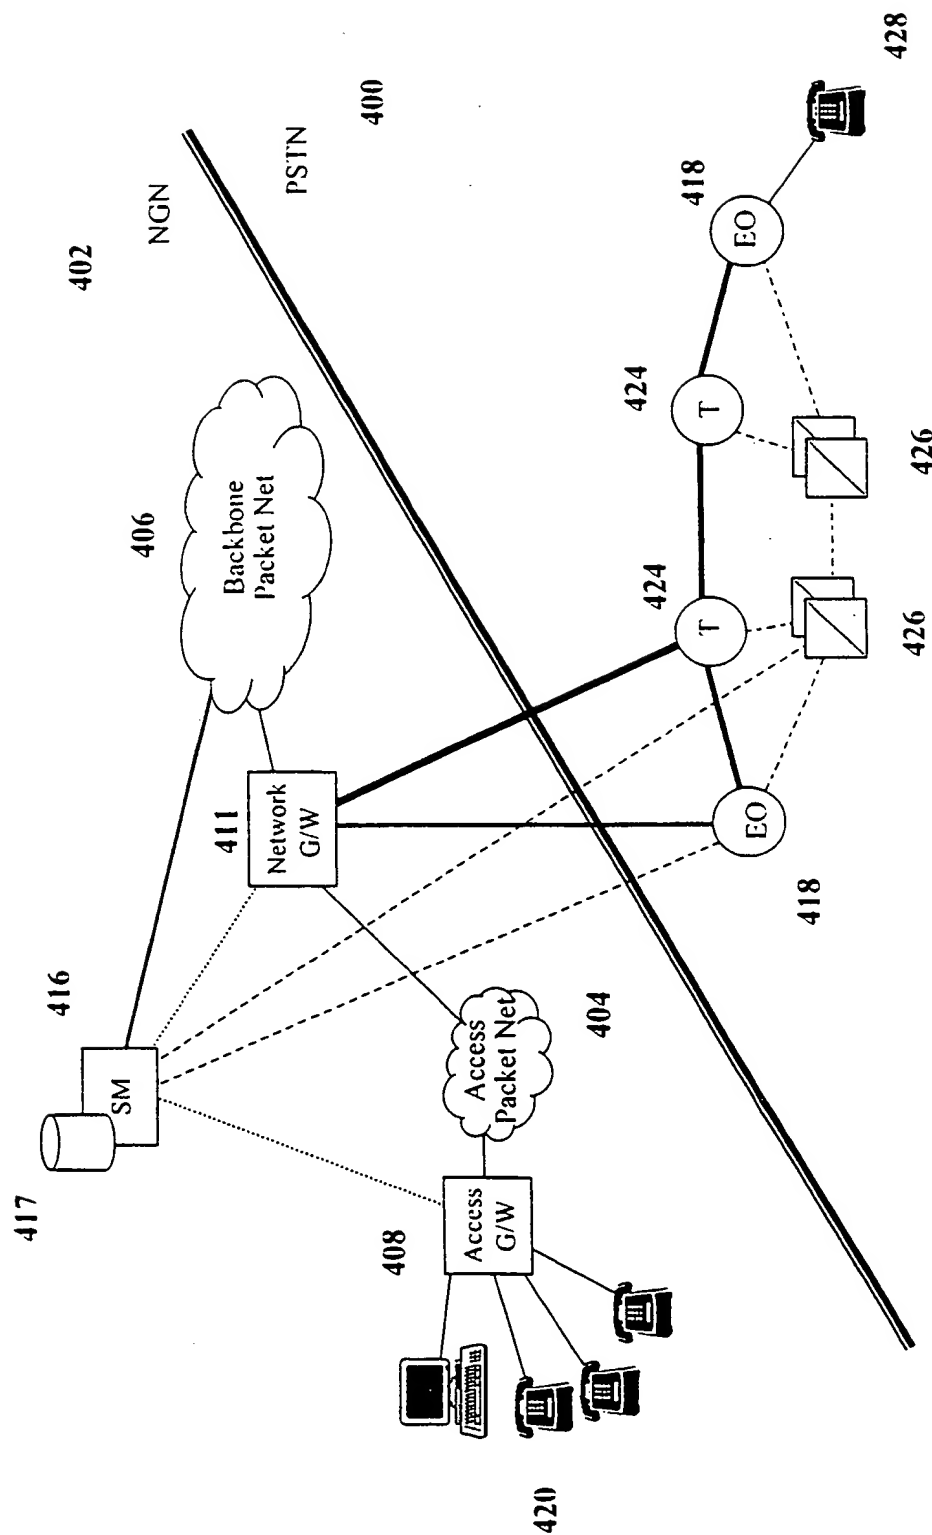 402
NGN
PSTN
400
406
Backbone
Packet Net
416
417
SM
411
Network
G/W
408
Access
G/W
Access
Packet Net
404
420
418
EO
424
T
424
T
418
EO
428
426
426